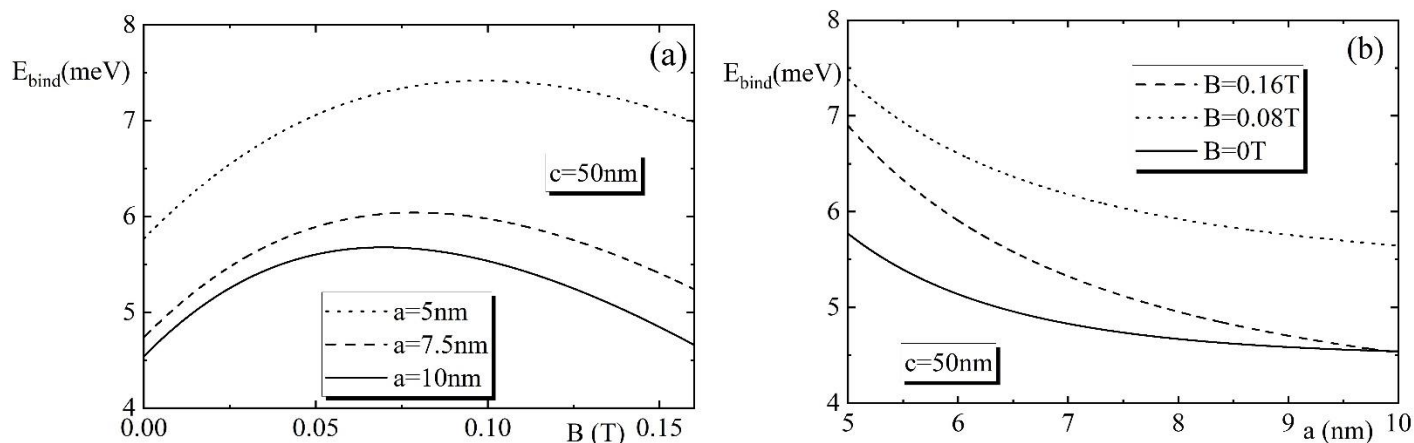 (a)
E_bind(meV)
8
7
6
5
4
c=50nm
a=5nm
a=7.5nm
a=10nm
0.00
0.05
0.10
0.15
B (T)
(b)
E_bind(meV)
8
7
6
5
4
B=0.16T
B=0.08T
B=0T
c=50nm
5
6
7
8
9
10
a (nm)